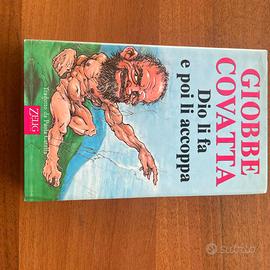 GIOBBE
COVATTA
Dio li fa
e poi li accoppa
ZELIG
subito